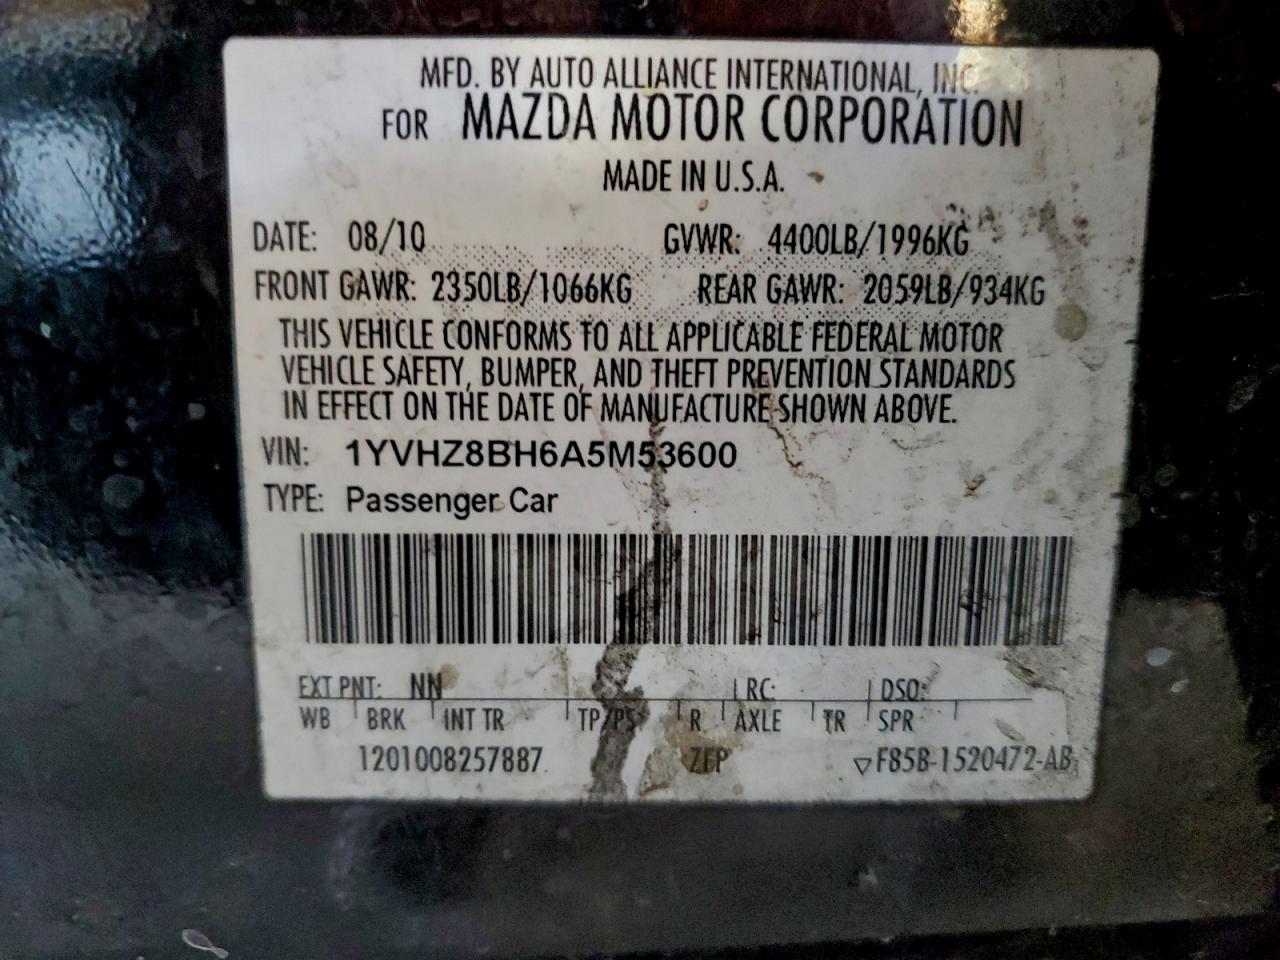 MFD. BY AUTO ALLIANCE INTERNATIONAL, INC.
FOR MAZDA MOTOR CORPORATION
MADE IN U.S.A.
DATE: 08/10 GVWR: 4400LB/1996KG
FRONT GAWR: 2350LB/1066KG REAR GAWR: 2059LB/934KG
THIS VEHICLE CONFORMS TO ALL APPLICABLE FEDERAL MOTOR
VEHICLE SAFETY, BUMPER, AND THEFT PREVENTION STANDARDS
IN EFFECT ON THE DATE OF MANUFACTURE SHOWN ABOVE.
VIN: 1YVHZ8BH6A5M53600
TYPE: Passenger Car
EXT PNT: NN RC: DSO:
WB BRK INT TR TP/PS R AXLE TR SPR
1201008257887 ZFP ▽F85B-1520472-AB